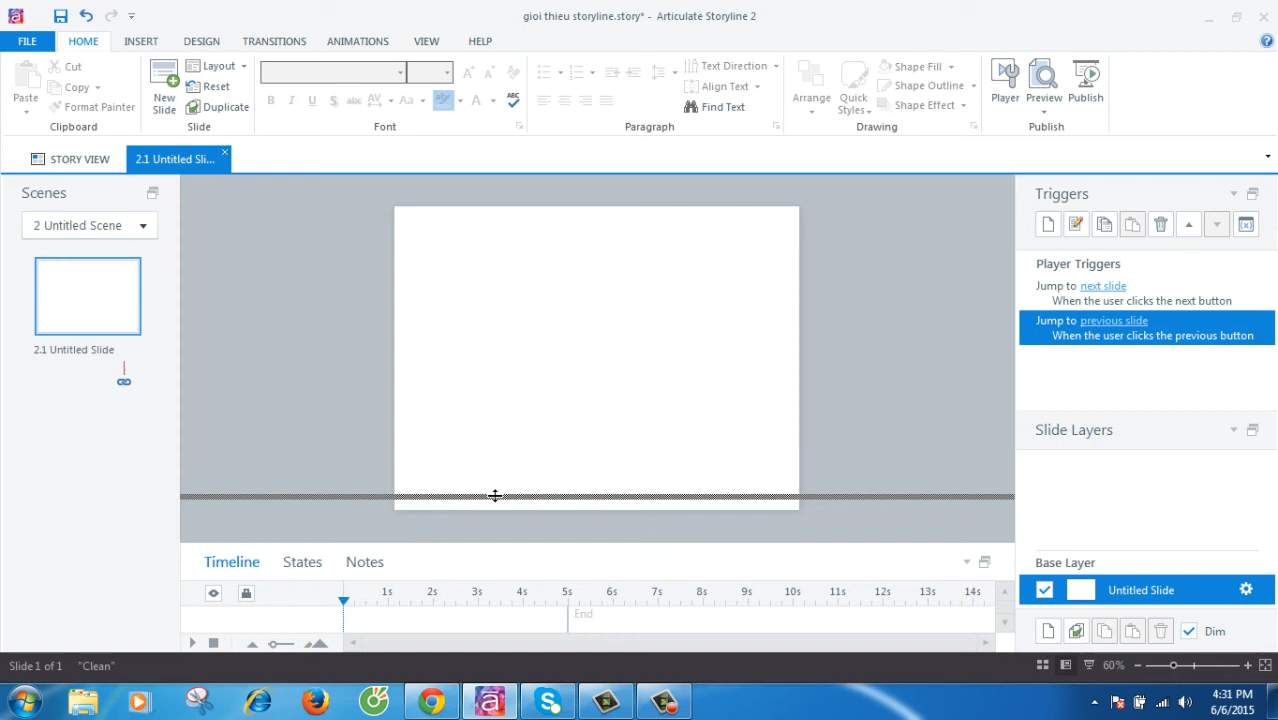 gioi thieu storyline.story* - Articulate Storyline 2
FILE HOME INSERT DESIGN TRANSITIONS ANIMATIONS VIEW HELP
Paste
Cut
Copy
Format Painter
Clipboard
New Slide
Layout
Reset
Duplicate
Slide
B I U S abc AV Aa A ABC
Font
Text Direction
Align Text
Find Text
Paragraph
Arrange
Quick Styles
Shape Fill
Shape Outline
Shape Effect
Drawing
Player
Preview
Publish
Publish
STORY VIEW
2.1 Untitled Sli...
Scenes
2 Untitled Scene
2.1 Untitled Slide
Triggers
Player Triggers
Jump to next slide
When the user clicks the next button
Jump to previous slide
When the user clicks the previous button
Slide Layers
Base Layer
Untitled Slide
Dim
Timeline States Notes
1s 2s 3s 4s 5s 6s 7s 8s 9s 10s 11s 12s 13s 14s
End
Slide 1 of 1 "Clean"
60%
4:31 PM
6/6/2015